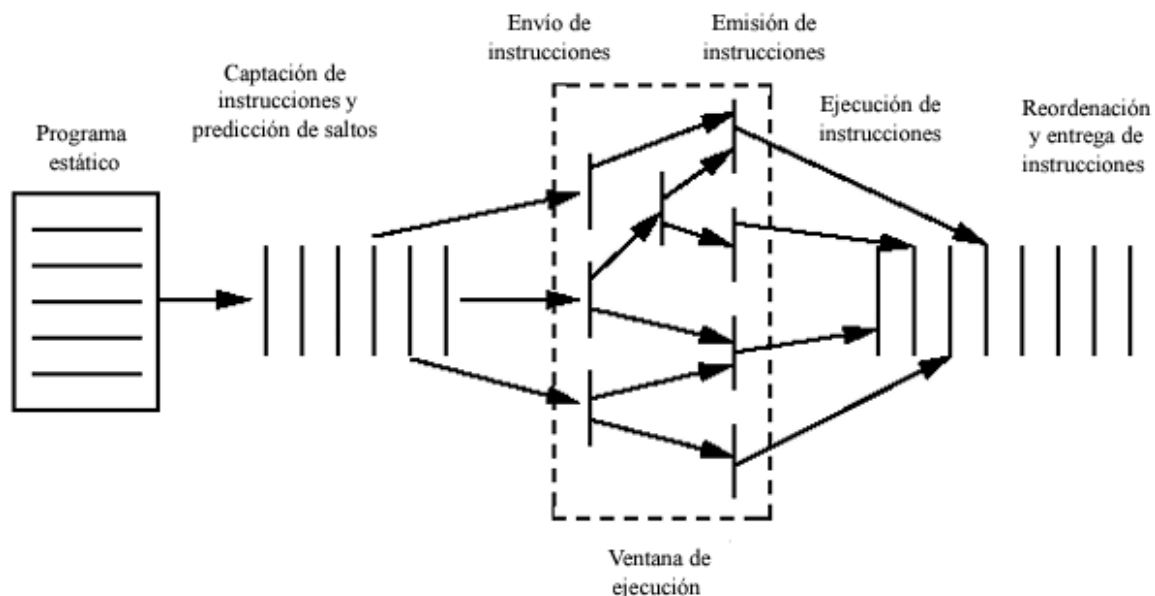 Envío de
instrucciones
Emisión de
instrucciones
Captación de
instrucciones y
predicción de saltos
Programa
estático
Ejecución de
instrucciones
Reordenación
y entrega de
instrucciones
Ventana de
ejecución